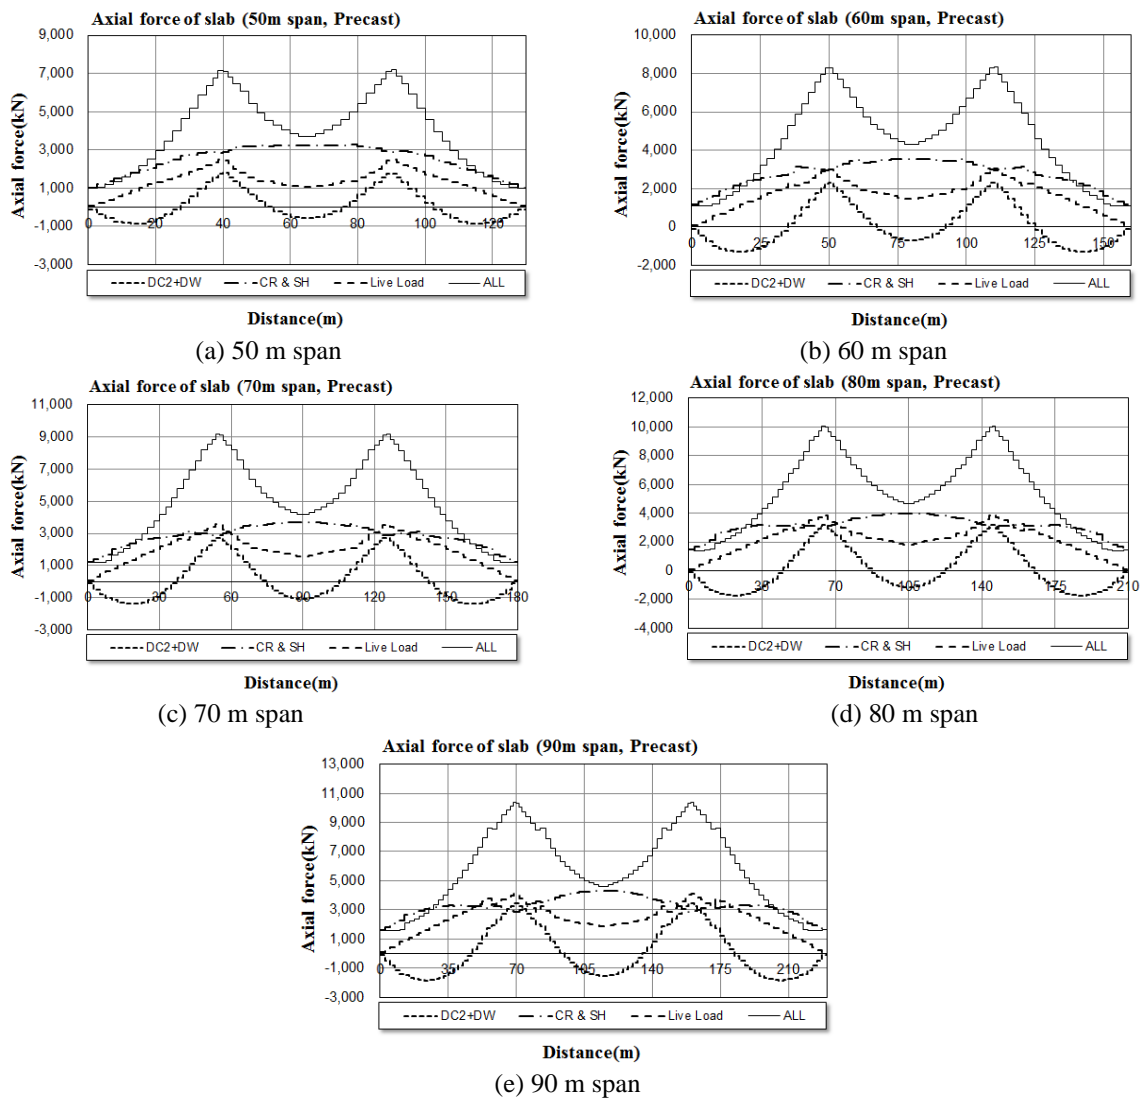 Axial force of slab (50m span, Precast)
Axial force(kN)
9,000
7,000
5,000
3,000
1,000
-1,000
-3,000
0 20 40 60 80 100 120
DC2+DW CR & SH Live Load ALL
Distance(m)
(a) 50 m span
Axial force of slab (60m span, Precast)
Axial force(kN)
10,000
8,000
6,000
4,000
2,000
0
-2,000
0 25 50 75 100 125 150
DC2+DW CR & SH Live Load ALL
Distance(m)
(b) 60 m span
Axial force of slab (70m span, Precast)
Axial force(kN)
11,000
9,000
7,000
5,000
3,000
1,000
-1,000
-3,000
0 30 60 90 120 150 180
DC2+DW CR & SH Live Load ALL
Distance(m)
(c) 70 m span
Axial force of slab (80m span, Precast)
Axial force(kN)
12,000
10,000
8,000
6,000
4,000
2,000
0
-2,000
-4,000
0 35 70 105 140 175 210
DC2+DW CR & SH Live Load ALL
Distance(m)
(d) 80 m span
Axial force of slab (90m span, Precast)
Axial force(kN)
13,000
11,000
9,000
7,000
5,000
3,000
1,000
-1,000
-3,000
0 35 70 105 140 175 210
DC2+DW CR & SH Live Load ALL
Distance(m)
(e) 90 m span